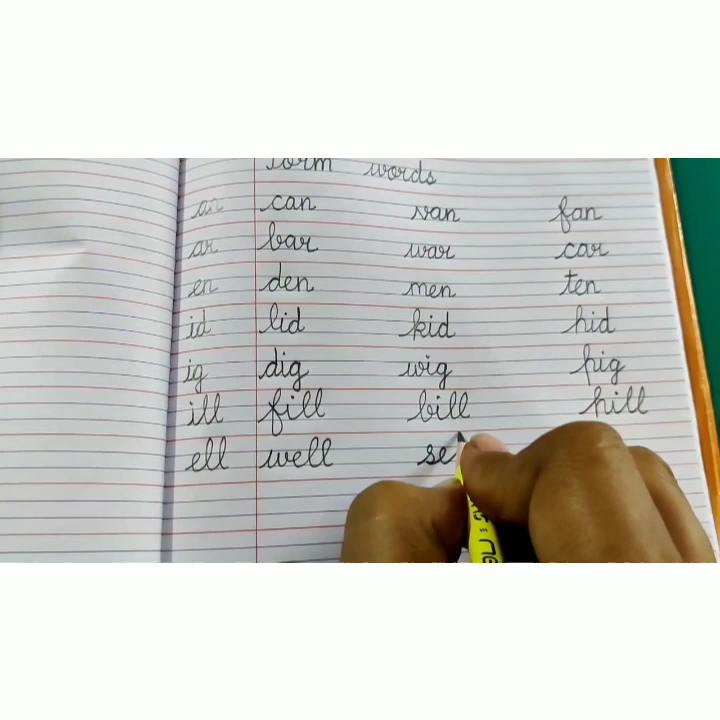 form words
an can van fan
ar bar war car
en den men ten
id lid kid hid
ig dig wig pig
ill fill bill hill
ell well se